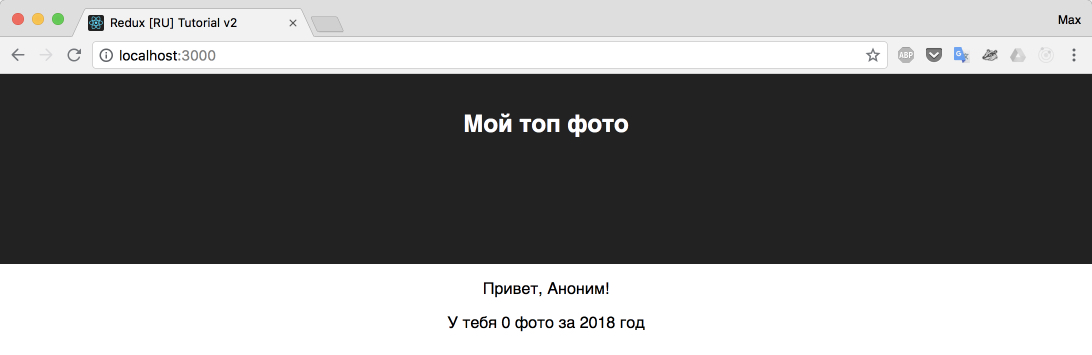 Redux [RU] Tutorial v2
Max
localhost:3000
ABP
Мой топ фото
Привет, Аноним!
У тебя 0 фото за 2018 год